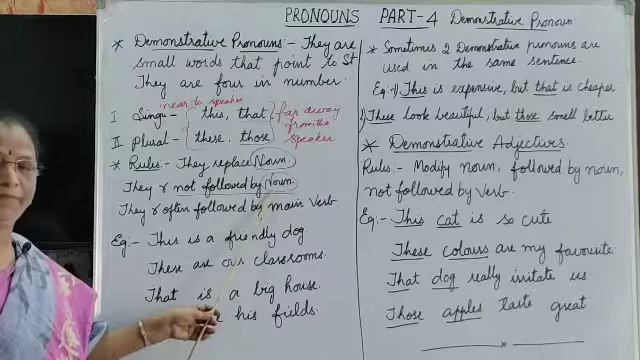 PRONOUNS PART-4 Demonstrative Pronoun
* Demonstrative Pronouns:- They are
small words that point to St
They are four in number.
near to speaker
I Sing:- this, that
far away
from the
speaker
II Plural - these, those
* Rules:- They replace Noun.
They r not followed by Noun
They r often followed by main Verb
Eg:- This is a friendly dog.
These are our classrooms.
That is a big house.
his fields.
* Sometimes 2 Demonstrative pronouns are
used in the same sentence.
Eg:-1) This is expensive, but that is cheaper.
2) These look beautiful, but those small better
* Demonstrative Adjectives:-
Rules:- Modify noun, followed by noun,
not followed by Verb.
Eg:- This cat is so cute
These colours are my favourite.
That dog really irritate us
Those apples taste great